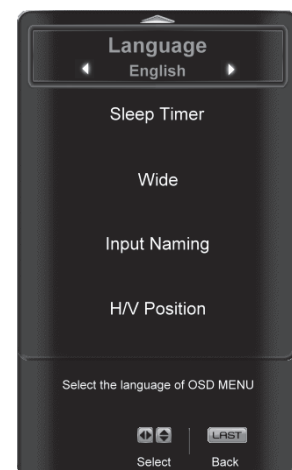 Language
English
Sleep Timer
Wide
Input Naming
H/V Position
Select the language of OSD MENU
LAST
Select Back